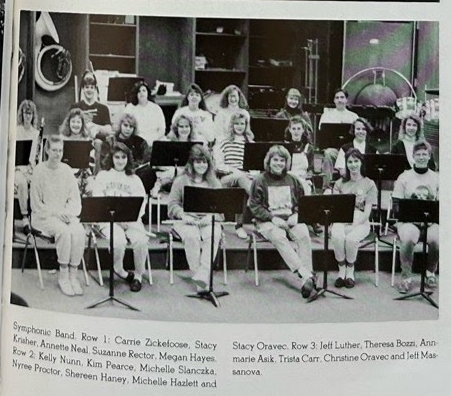 Symphonic Band. Row 1: Carrie Zickefoose, Stacy
Krisher, Annette Neal, Suzanne Rector, Megan Hayes.
Row 2: Kelly Nunn, Kim Pearce, Michelle Slanczka,
Nyree Proctor, Shereen Haney, Michelle Hazlett and
Stacy Oravec. Row 3: Jeff Luther, Theresa Bozzi, Ann-
marie Asik, Trista Carr, Christine Oravec and Jeff Mas-
sanova.